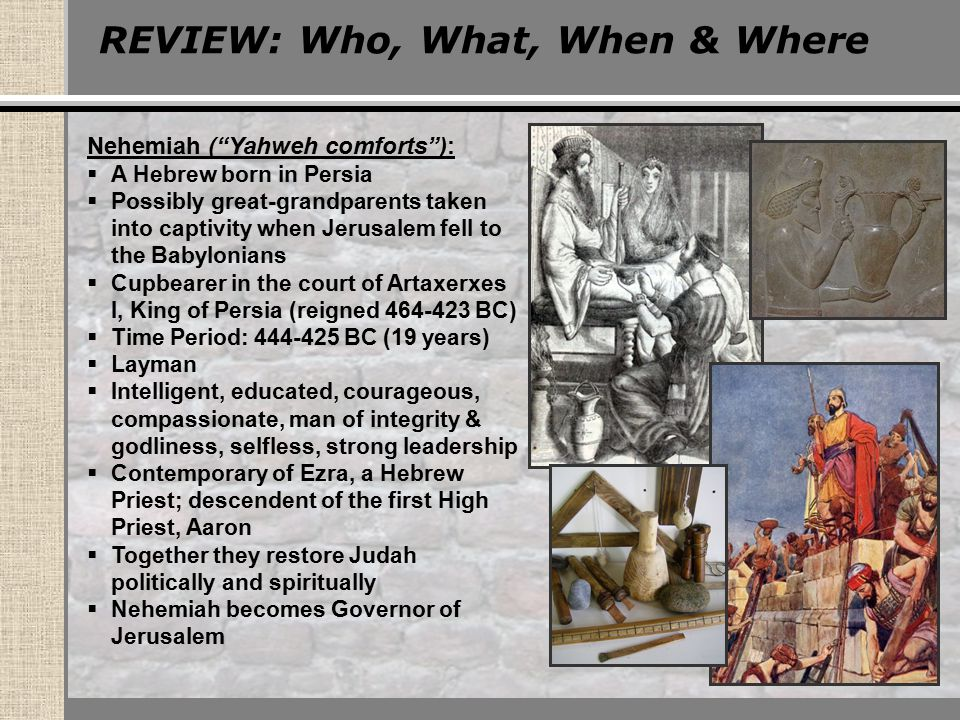 REVIEW: Who, What, When & Where
Nehemiah (“Yahweh comforts”):
▪ A Hebrew born in Persia
▪ Possibly great-grandparents taken
into captivity when Jerusalem fell to
the Babylonians
▪ Cupbearer in the court of Artaxerxes
I, King of Persia (reigned 464-423 BC)
▪ Time Period: 444-425 BC (19 years)
▪ Layman
▪ Intelligent, educated, courageous,
compassionate, man of integrity &
godliness, selfless, strong leadership
▪ Contemporary of Ezra, a Hebrew
Priest; descendent of the first High
Priest, Aaron
▪ Together they restore Judah
politically and spiritually
▪ Nehemiah becomes Governor of
Jerusalem